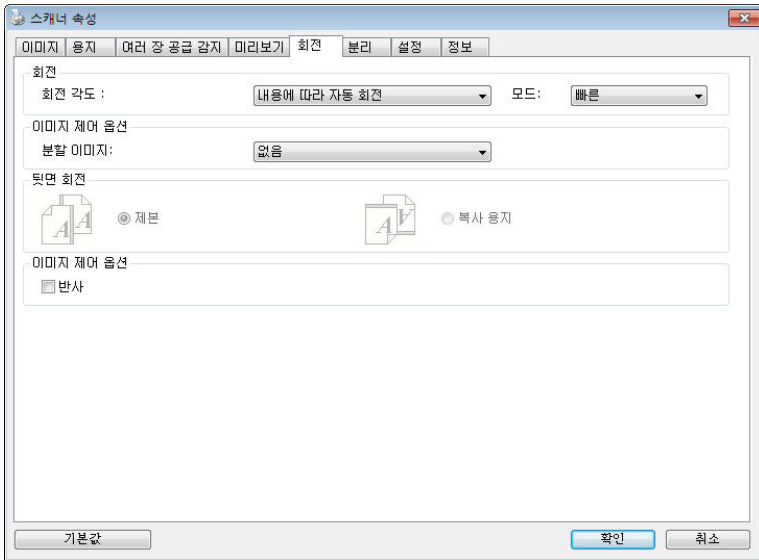 스캐너 속성
이미지 용지 여러 장 공급 감지 미리보기 회전 분리 설정 정보
회전
회전 각도 : 내용에 따라 자동 회전 모드: 빠른
이미지 제어 옵션
분할 이미지: 없음
뒷면 회전
A A 제본 A A 복사 용지
이미지 제어 옵션
반사
기본값 확인 취소